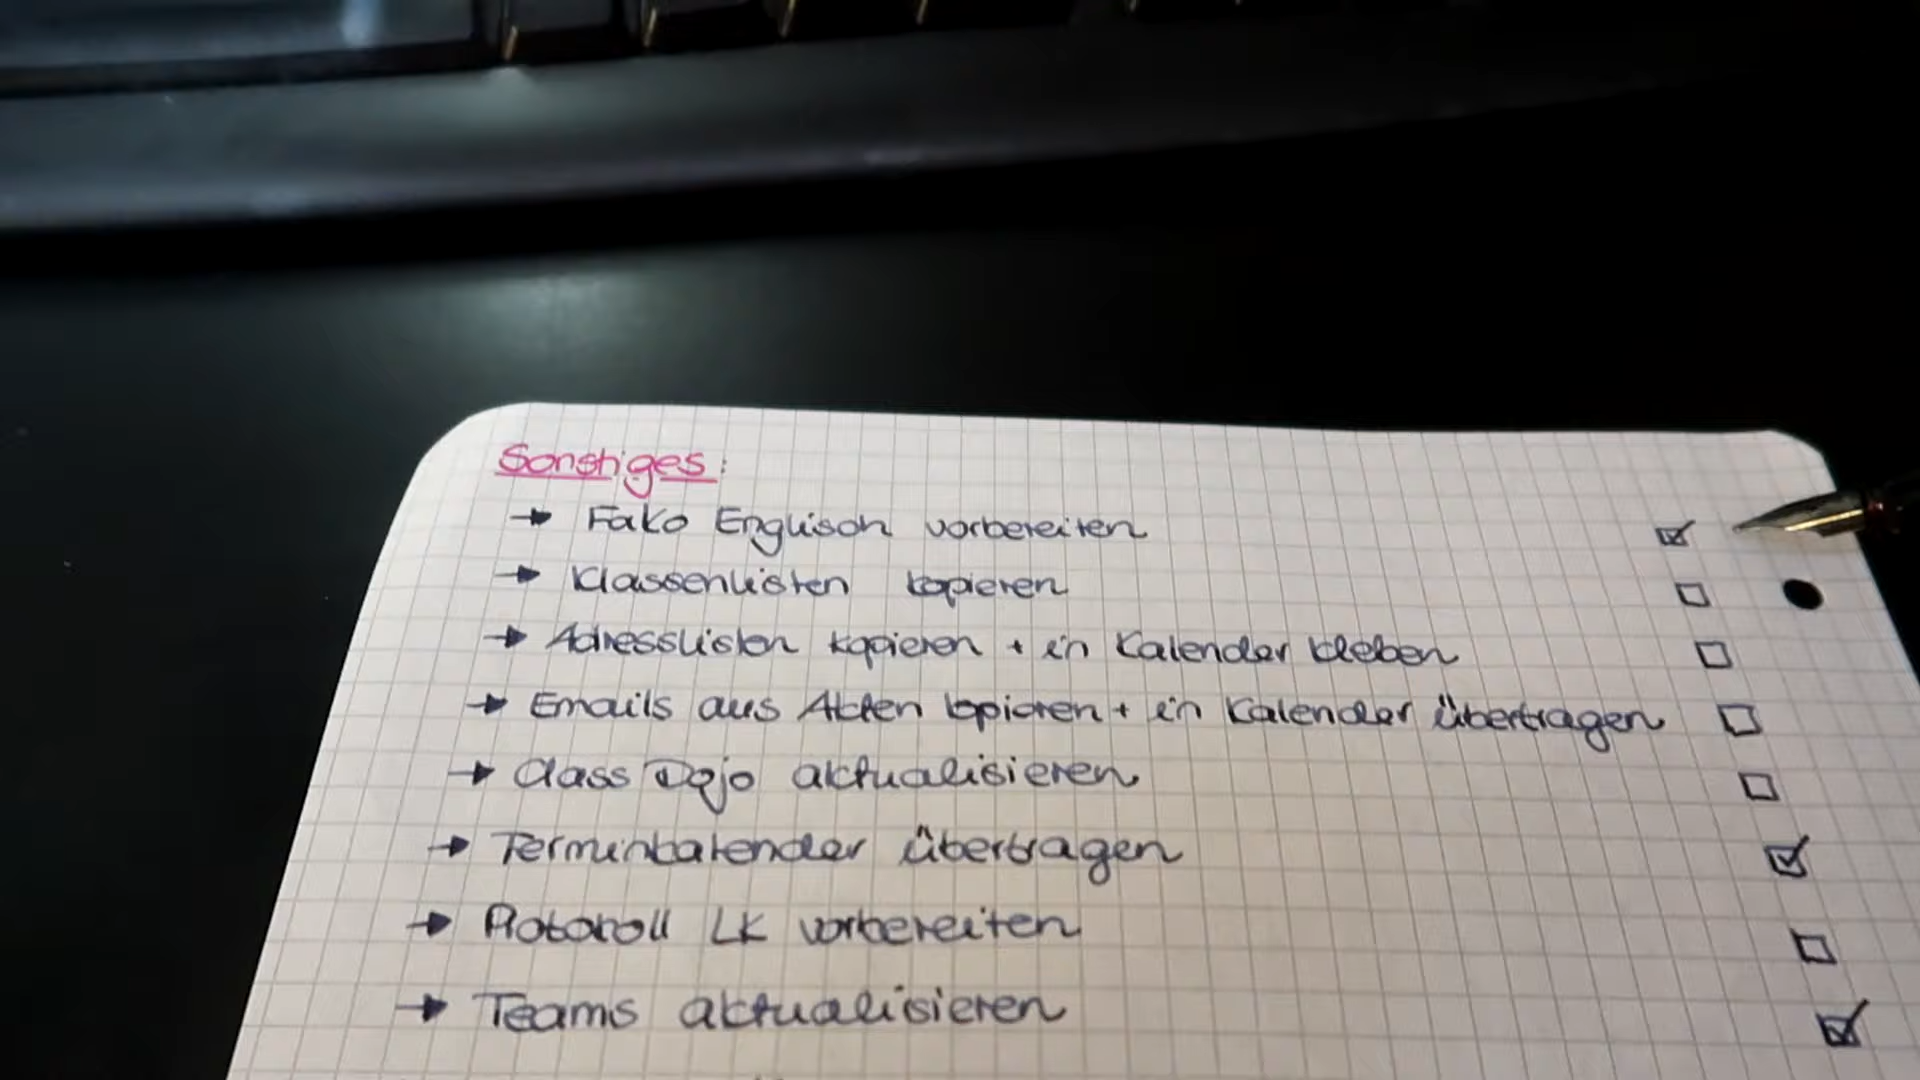 Sonstiges:
→ Fako Englisch vorbereiten ☑
→ Klassenlisten kopieren ☐
→ Adresslisten kopieren + in Kalender kleben ☐
→ Emails aus Akten kopieren + in Kalender übertragen ☐
→ Class Dojo aktualisieren ☐
→ Terminkalender übertragen ☑
→ Protokoll LK vorbereiten ☐
→ Teams aktualisieren ☑